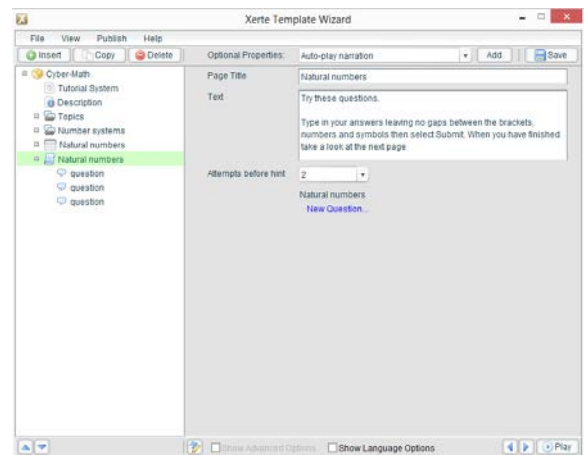 Xerte Template Wizard
File View Publish Help
Insert Copy Delete Optional Properties: Auto-play narration Add Save
Cyber-Math
Tutorial System
Description
Topics
Number systems
Natural numbers
Natural numbers
question
question
question
Page Title Natural numbers
Text Try these questions.
Type in your answers leaving no gaps between the brackets,
numbers and symbols then select Submit. When you have finished
take a look at the next page
Attempts before hint 2
Natural numbers
New Question...
Show Advanced Options Show Language Options Play